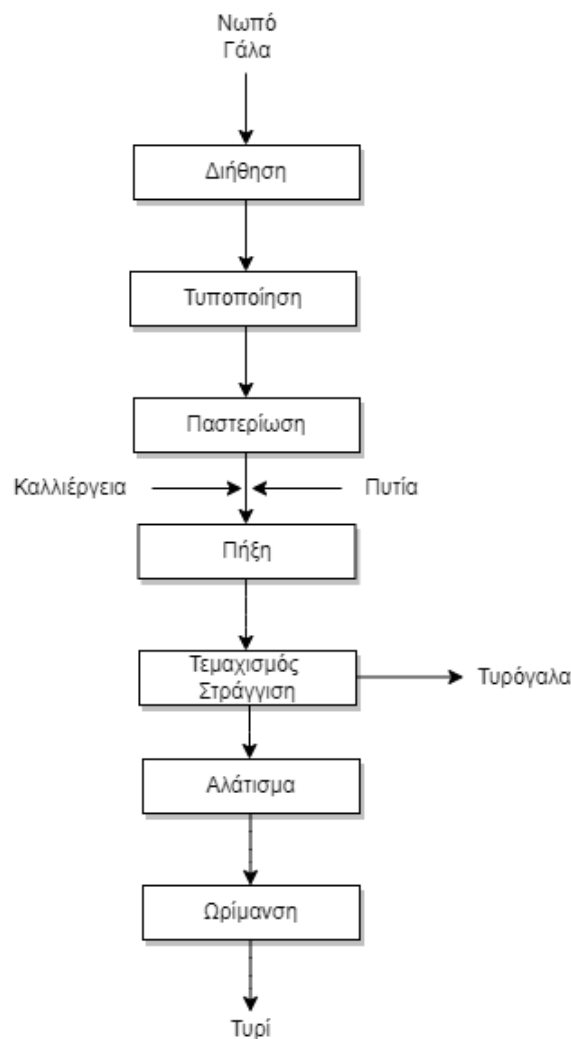 Νωπό
Γάλα
Διήθηση
Τυποποίηση
Παστερίωση
Καλλιέργεια
Πυτία
Πήξη
Τεμαχισμός
Στράγγιση
Τυρόγαλα
Αλάτισμα
Ωρίμανση
Τυρί